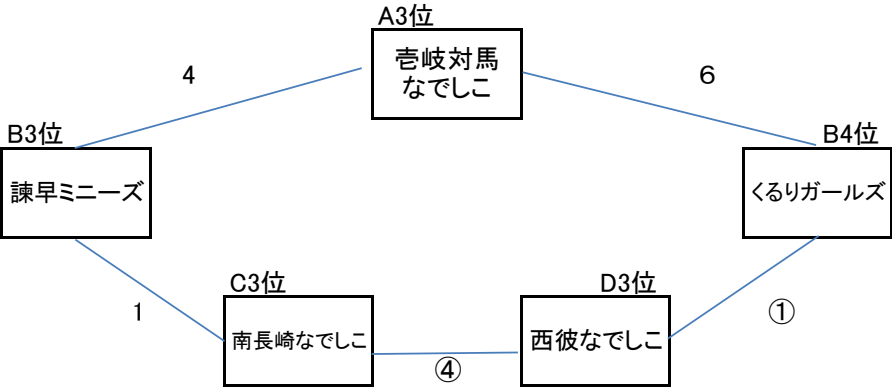 A3位
壱岐対馬
なでしこ
4
６
B3位
B4位
諫早ミニーズ
くるりガールズ
C3位
D3位
1
①
南長崎なでしこ
西彼なでしこ
④